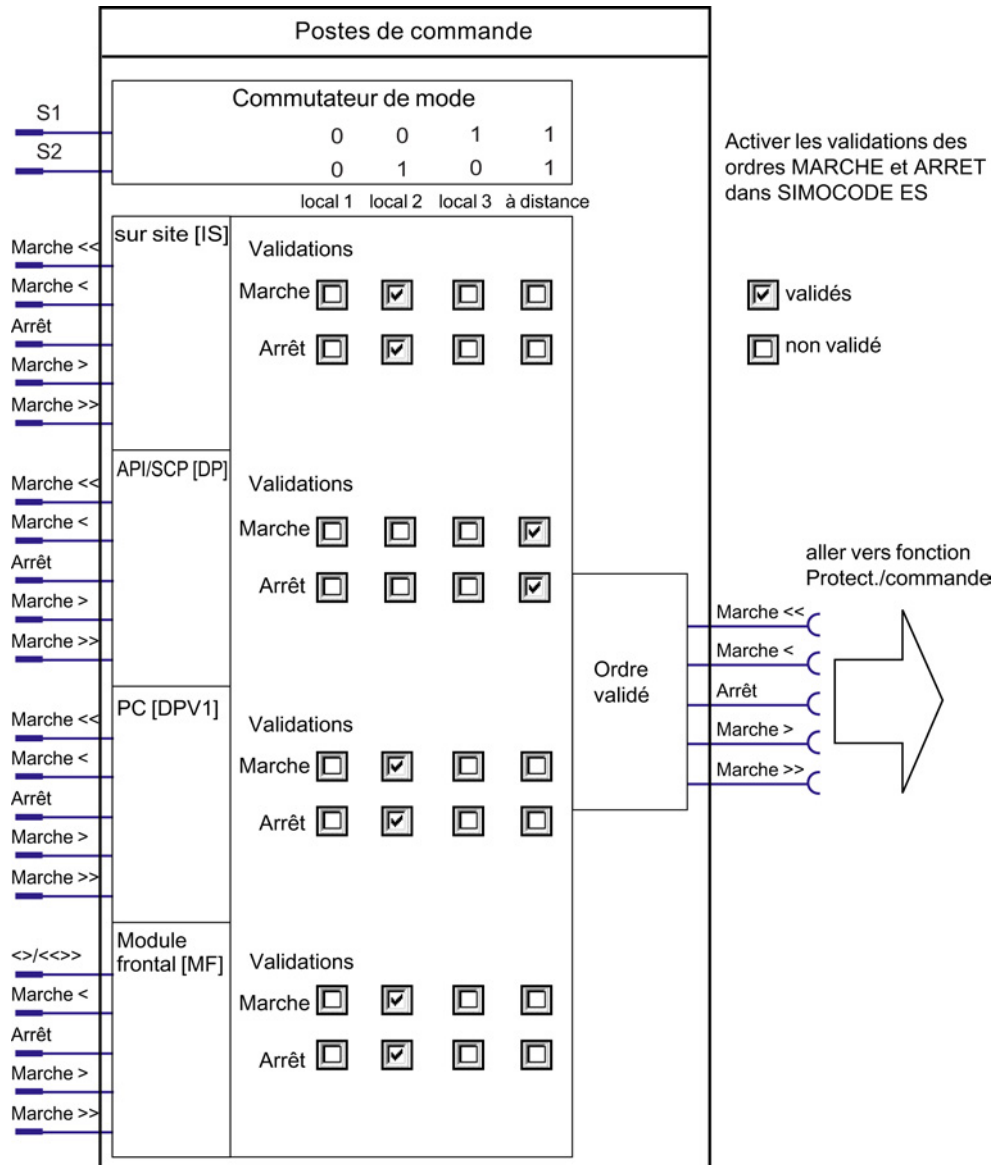 Postes de commande
Commutateur de mode
S1
0 0 1 1
S2
0 1 0 1
local 1 local 2 local 3 à distance
Activer les validations des
ordres MARCHE et ARRET
dans SIMOCODE ES
validés
non validé
sur site [IS]
Validations
Marche
Arrêt
Marche <<
Marche <
Arrêt
Marche >
Marche >>
API/SCP [DP]
Validations
Marche
Arrêt
Marche <<
Marche <
Arrêt
Marche >
Marche >>
PC [DPV1]
Validations
Marche
Arrêt
Marche <<
Marche <
Arrêt
Marche >
Marche >>
Module
frontal [MF]
Validations
Marche
Arrêt
<>/<<>>
Marche <
Arrêt
Marche >
Marche >>
Ordre
validé
aller vers fonction
Protect./commande
Marche <<
Marche <
Arrêt
Marche >
Marche >>